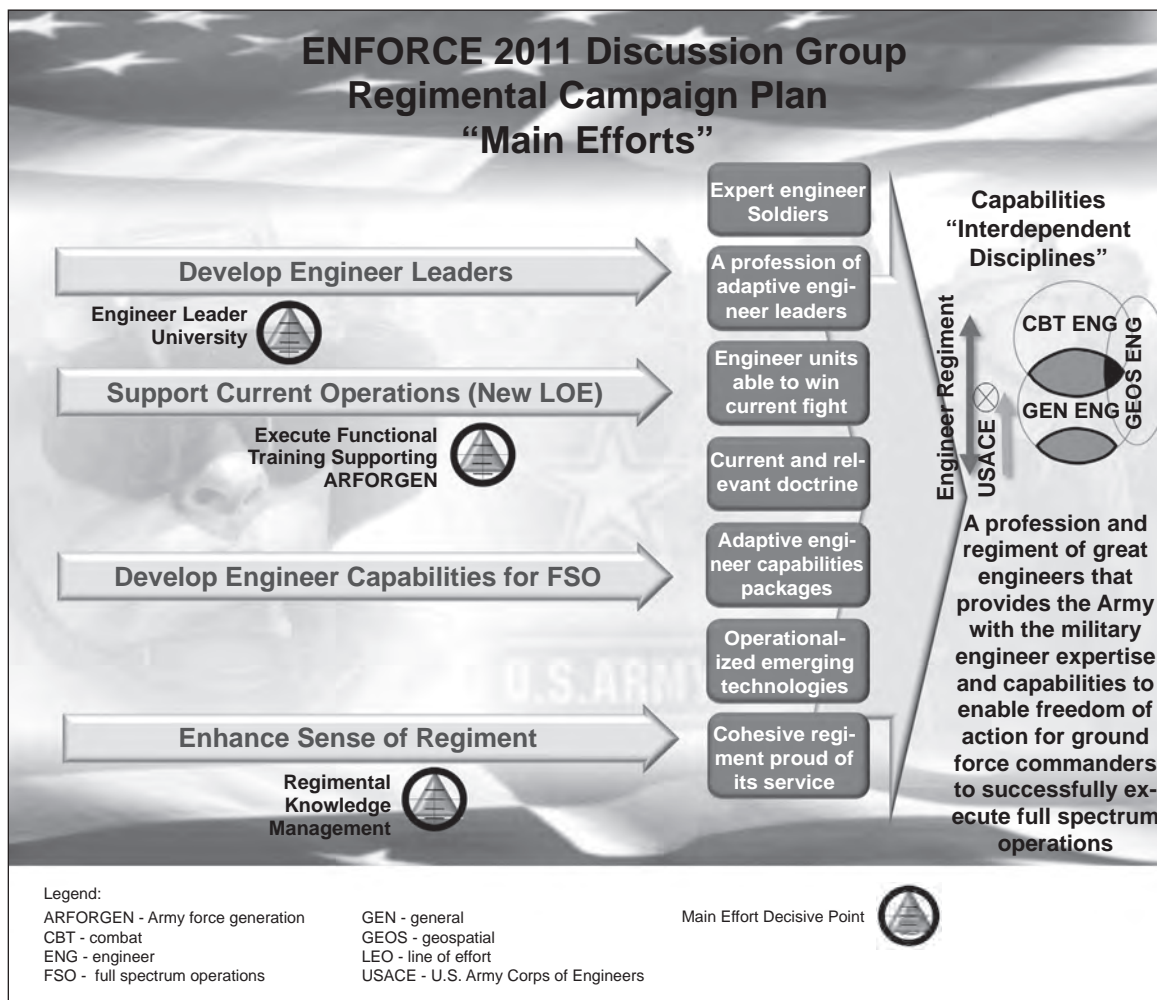 ENFORCE 2011 Discussion Group
Regimental Campaign Plan
“Main Efforts”
Develop Engineer Leaders
Engineer Leader
University
Support Current Operations (New LOE)
Execute Functional
Training Supporting
ARFORGEN
Develop Engineer Capabilities for FSO
Enhance Sense of Regiment
Regimental
Knowledge
Management
Expert engineer
Soldiers
A profession of
adaptive engi-
neer leaders
Engineer units
able to win
current fight
Current and rel-
evant doctrine
Adaptive engi-
neer capabilities
packages
Operational-
ized emerging
technologies
Cohesive regi-
ment proud of
its service
U.S.ARMY
Capabilities
“Interdependent
Disciplines”
Engineer Regiment
USACE
CBT ENG
GEN ENG
GEOS ENG
A profession and
regiment of great
engineers that
provides the Army
with the military
engineer expertise
and capabilities to
enable freedom of
action for ground
force commanders
to successfully ex-
ecute full spectrum
operations
Legend:
ARFORGEN - Army force generation
CBT - combat
ENG - engineer
FSO - full spectrum operations
GEN - general
GEOS - geospatial
LEO - line of effort
USACE - U.S. Army Corps of Engineers
Main Effort Decisive Point